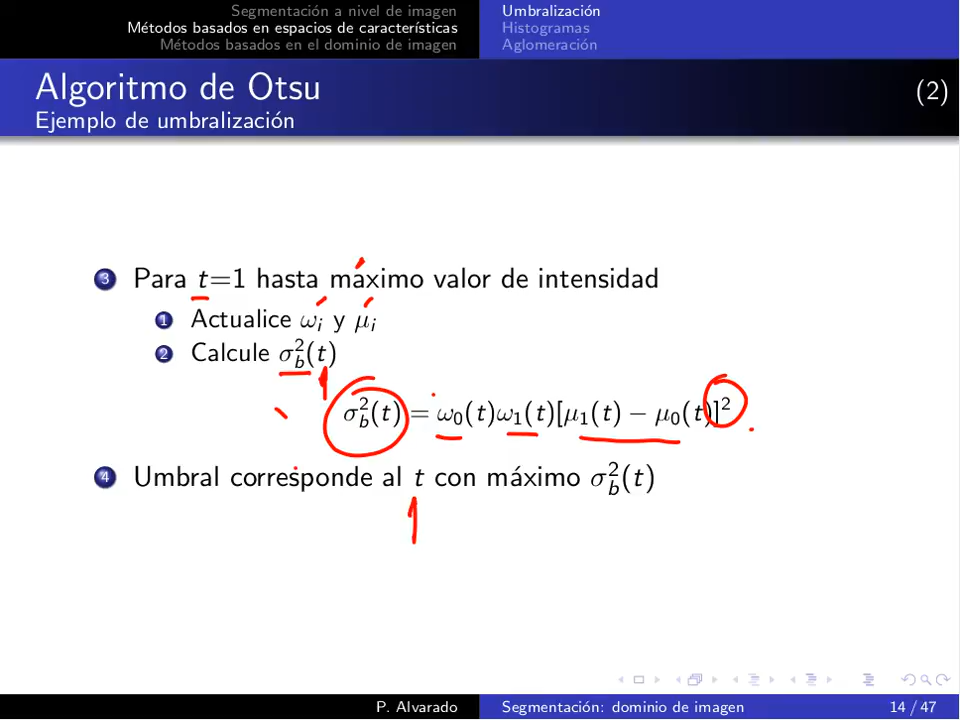 Segmentación a nivel de imagen
Métodos basados en espacios de características
Métodos basados en el dominio de imagen
Umbralización
Histogramas
Aglomeración
Algoritmo de Otsu
(2)
Ejemplo de umbralización
3 Para t=1 hasta máximo valor de intensidad
1 Actualice ωᵢ y μᵢ
2 Calcule σ²_b(t)
σ²_b(t) = ω₀(t)ω₁(t)[μ₁(t) − μ₀(t)]²
4 Umbral corresponde al t con máximo σ²_b(t)
P. Alvarado
Segmentación: dominio de imagen
14 / 47